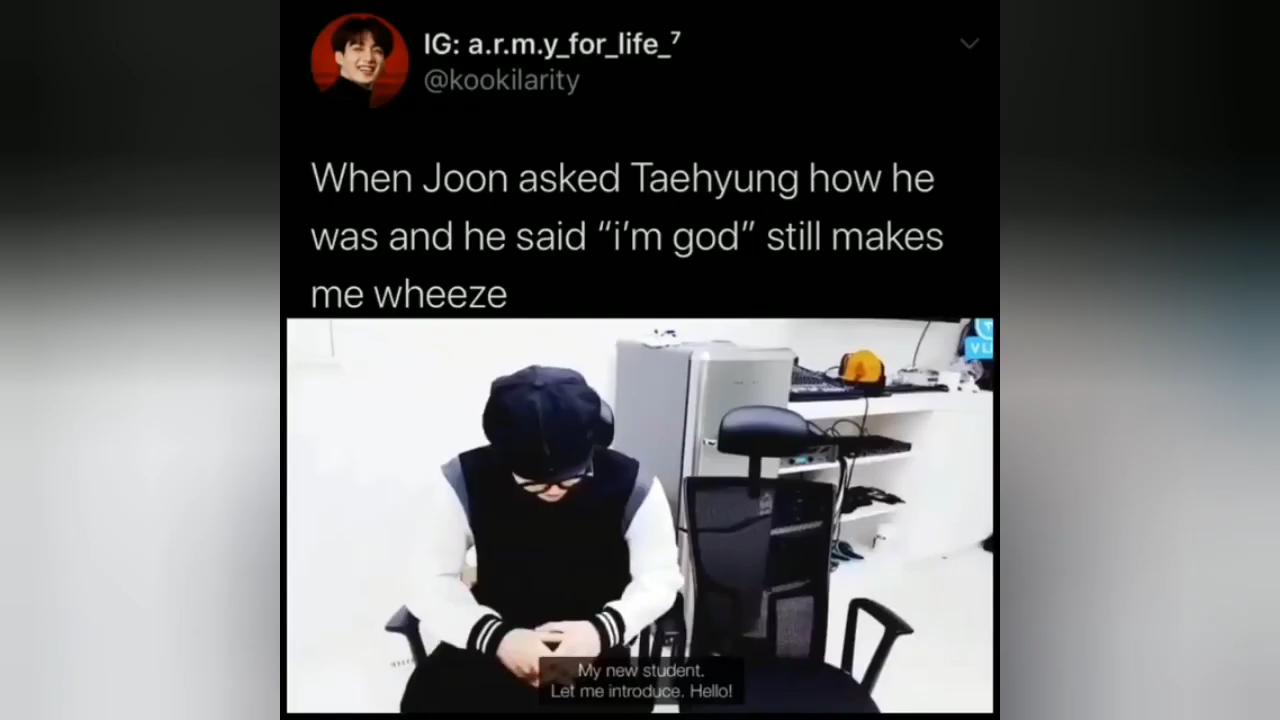 IG: a.r.m.y_for_life_⁷
@kookilarity
When Joon asked Taehyung how he
was and he said “i’m god” still makes
me wheeze
My new student.
Let me introduce. Hello!